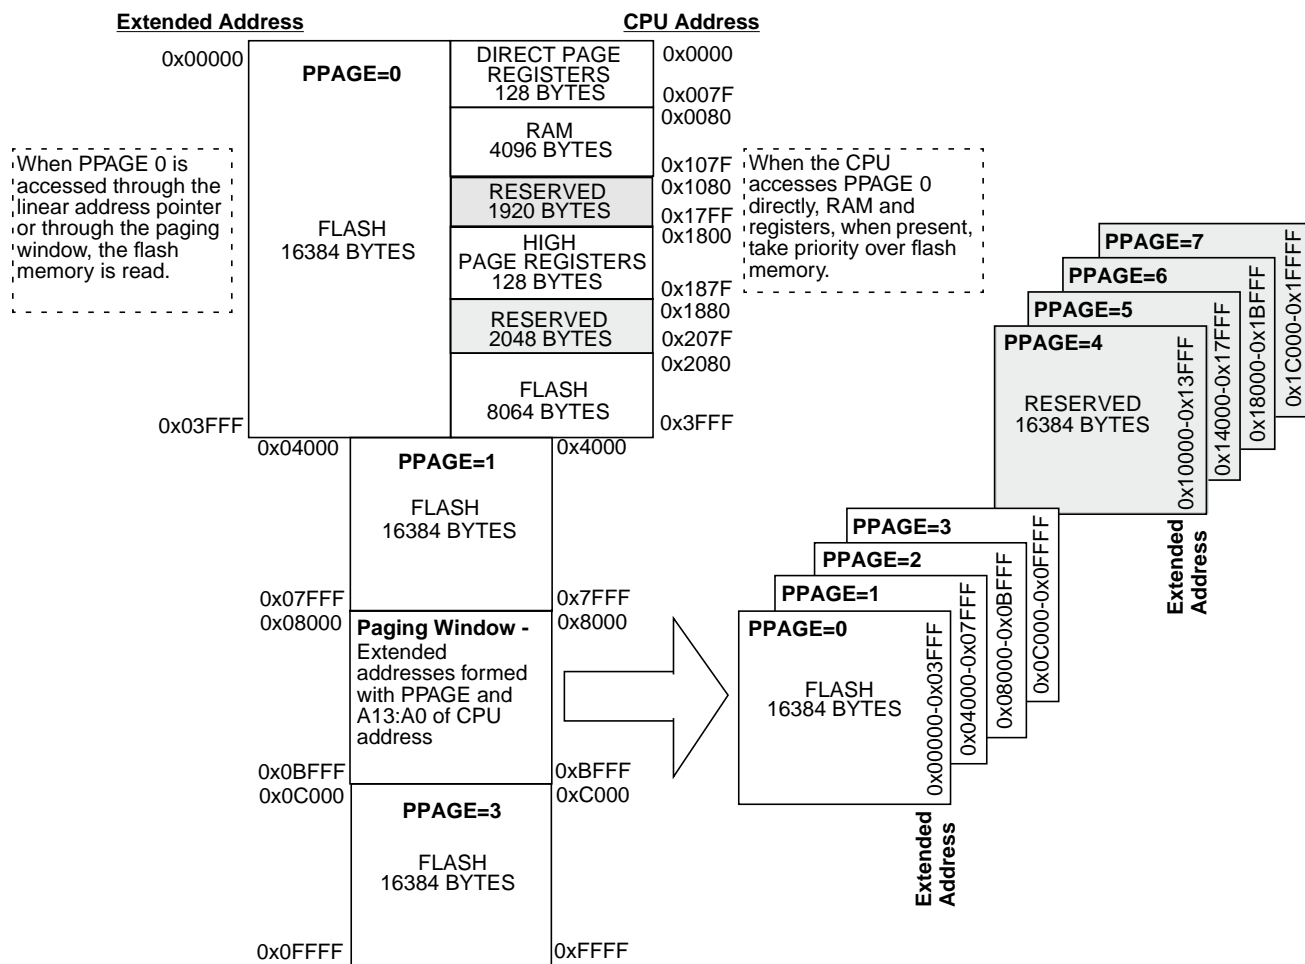 Extended Address
CPU Address
0x00000
PPAGE=0
FLASH
16384 BYTES
0x03FFF
DIRECT PAGE
REGISTERS
128 BYTES
0x0000
0x007F
RAM
4096 BYTES
0x0080
0x107F
RESERVED
1920 BYTES
0x1080
0x17FF
HIGH
PAGE REGISTERS
128 BYTES
0x1800
0x187F
RESERVED
2048 BYTES
0x1880
0x207F
FLASH
8064 BYTES
0x2080
0x3FFF
When PPAGE 0 is
accessed through the
linear address pointer
or through the paging
window, the flash
memory is read.
When the CPU
accesses PPAGE 0
directly, RAM and
registers, when present,
take priority over flash
memory.
0x04000
0x4000
PPAGE=1
FLASH
16384 BYTES
0x07FFF
0x7FFF
0x08000
0x8000
Paging Window -
Extended
addresses formed
with PPAGE and
A13:A0 of CPU
address
0x0BFFF
0xBFFF
0x0C000
0xC000
PPAGE=3
FLASH
16384 BYTES
0x0FFFF
0xFFFF
PPAGE=3
0x0C000-0x0FFFF
PPAGE=2
0x08000-0x0BFFF
PPAGE=1
0x04000-0x07FFF
PPAGE=0
FLASH
16384 BYTES
0x00000-0x03FFF
Extended
Address
PPAGE=7
0x1C000-0x1FFFF
PPAGE=6
0x18000-0x1BFFF
PPAGE=5
0x14000-0x17FFF
PPAGE=4
RESERVED
16384 BYTES
0x10000-0x13FFF
Extended
Address